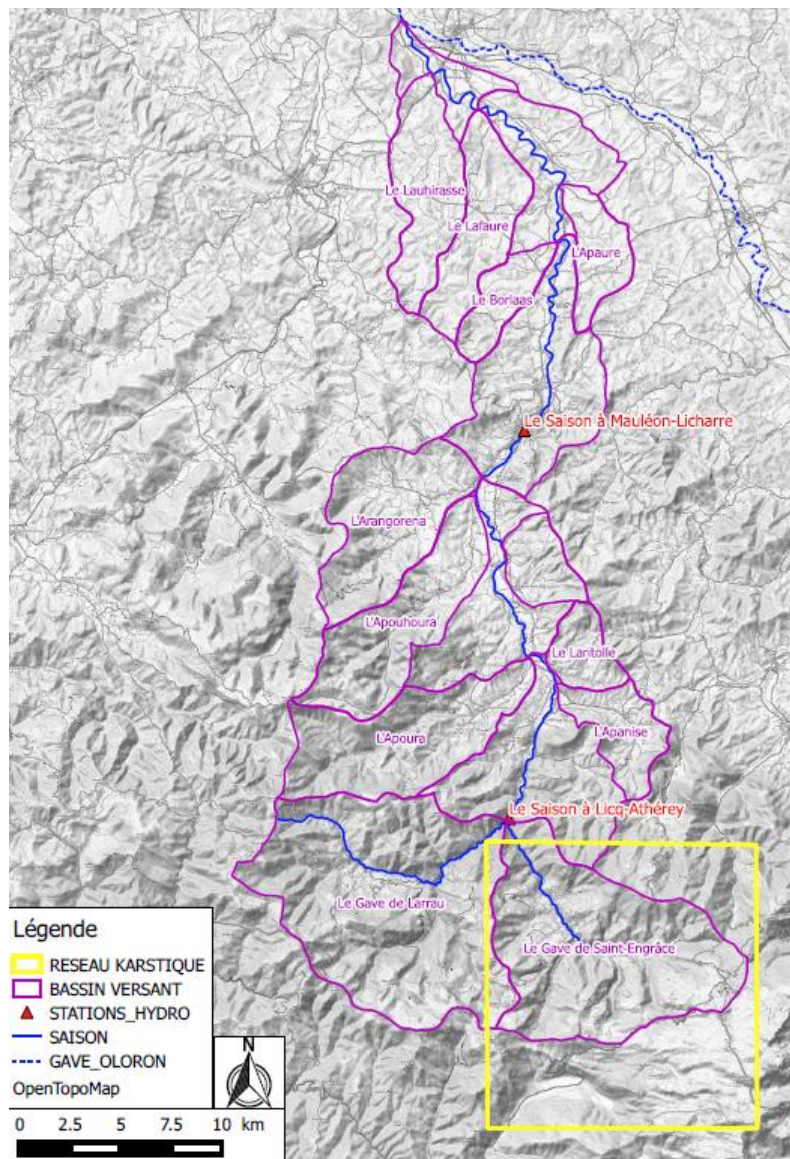 Le Lauhirasse
Le Lafaure
L'Apaure
Le Borlaas
Le Saison à Mauléon-Licharre
L'Arangorena
L'Apouhoura
Le Laritolle
L'Apoura
L'Apanise
Le Saison à Licq-Athérey
Le Gave de Larrau
Le Gave de Saint-Engrâce
Légende
RESEAU KARSTIQUE
BASSIN VERSANT
STATIONS_HYDRO
SAISON
GAVE_OLORON
OpenTopoMap
N
0 2.5 5 7.5 10 km